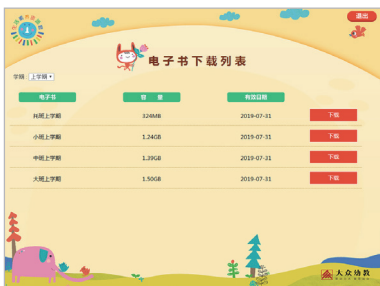 退出
电子书下载列表
学期: 上学期
电子书 容 量 有效日期
托班上学期 324MB 2019-07-31 下载
小班上学期 1.24GB 2019-07-31 下载
中班上学期 1.39GB 2019-07-31 下载
大班上学期 1.50GB 2019-07-31 下载
大众幼教